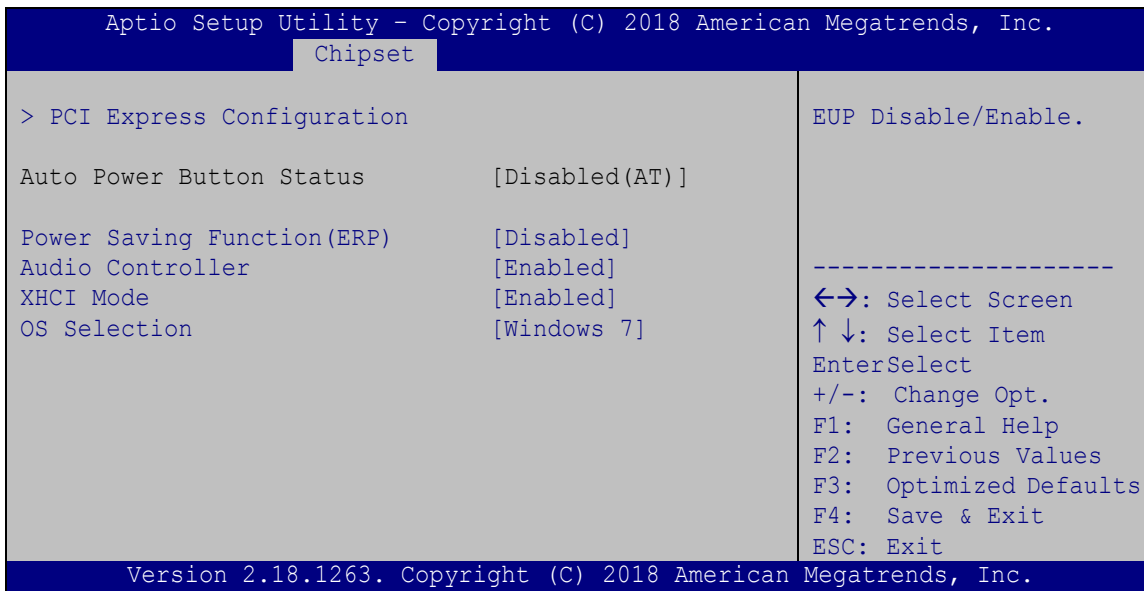 Aptio Setup Utility – Copyright (C) 2018 American Megatrends, Inc.
Chipset
> PCI Express Configuration
Auto Power Button Status [Disabled(AT)]
Power Saving Function(ERP) [Disabled]
Audio Controller [Enabled]
XHCI Mode [Enabled]
OS Selection [Windows 7]
EUP Disable/Enable.
---------------------
←→: Select Screen
↑ ↓: Select Item
EnterSelect
+/-: Change Opt.
F1: General Help
F2: Previous Values
F3: Optimized Defaults
F4: Save & Exit
ESC: Exit
Version 2.18.1263. Copyright (C) 2018 American Megatrends, Inc.